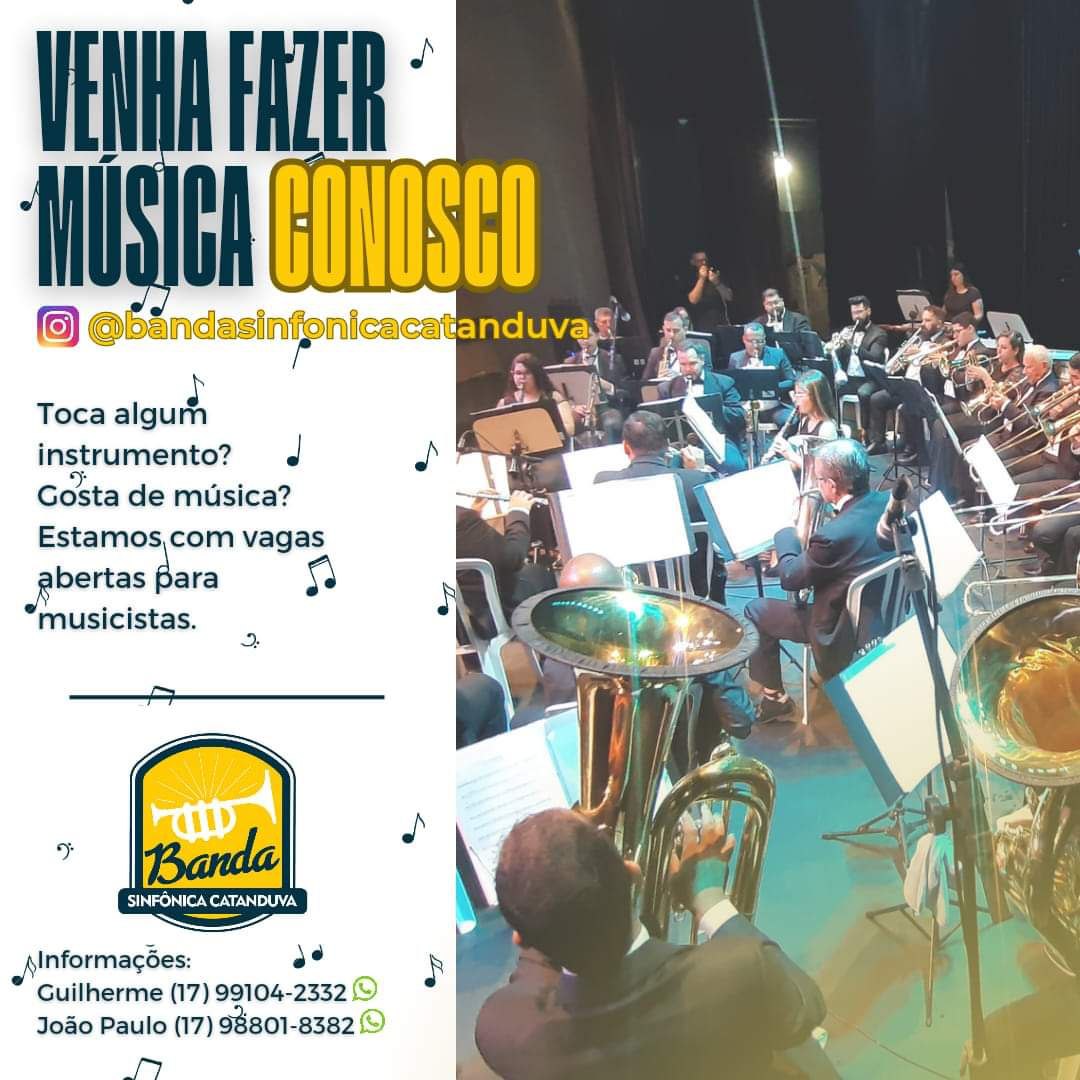 VENHA FAZER
MÚSICA CONOSCO
@bandasinfonicacatanduva
Toca algum
instrumento?
Gosta de música?
Estamos com vagas
abertas para
musicistas.
Banda
SINFÔNICA CATANDUVA
Informações:
Guilherme (17) 99104-2332
João Paulo (17) 98801-8382